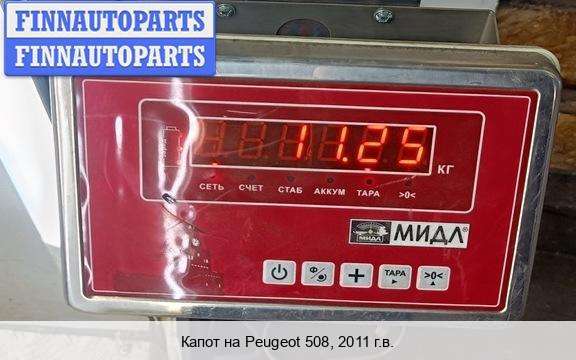 FINNAUTOPARTS
FINNAUTOPARTS
11.25
КГ
СЕТЬ СЧЕТ СТАБ АККУМ ТАРА >0<
МИДЛ МИДЛ®
ТАРА >0<
Капот на Peugeot 508, 2011 г.в.